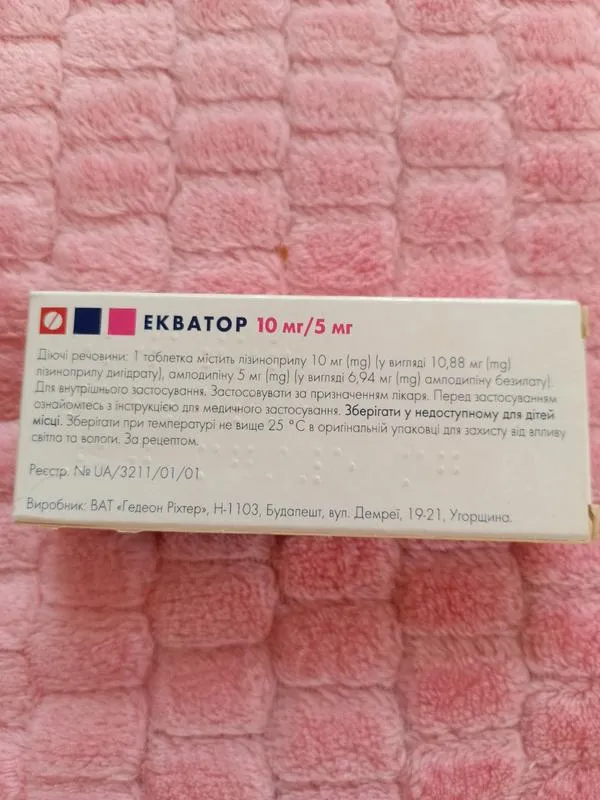 ЕКВАТОР 10 мг/5 мг
Діючі речовини: 1 таблетка містить лізиноприлу 10 мг (mg) (у вигляді 10,88 мг (mg)
лізиноприлу дигідрату), амлодипіну 5 мг (mg) (у вигляді 6,94 мг (mg) амлодипіну безилату).
Для внутрішнього застосування. Застосовувати за призначенням лікаря. Перед застосуванням
ознайомтесь з інструкцією для медичного застосування. Зберігати у недоступному для дітей
місці. Зберігати при температурі не вище 25 °С в оригінальній упаковці для захисту від впливу
світла та вологи. За рецептом.
Реєстр. № UA/3211/01/01
Виробник: ВАТ «Гедеон Ріхтер», Н-1103, Будапешт, вул. Демреї, 19-21, Угорщина.